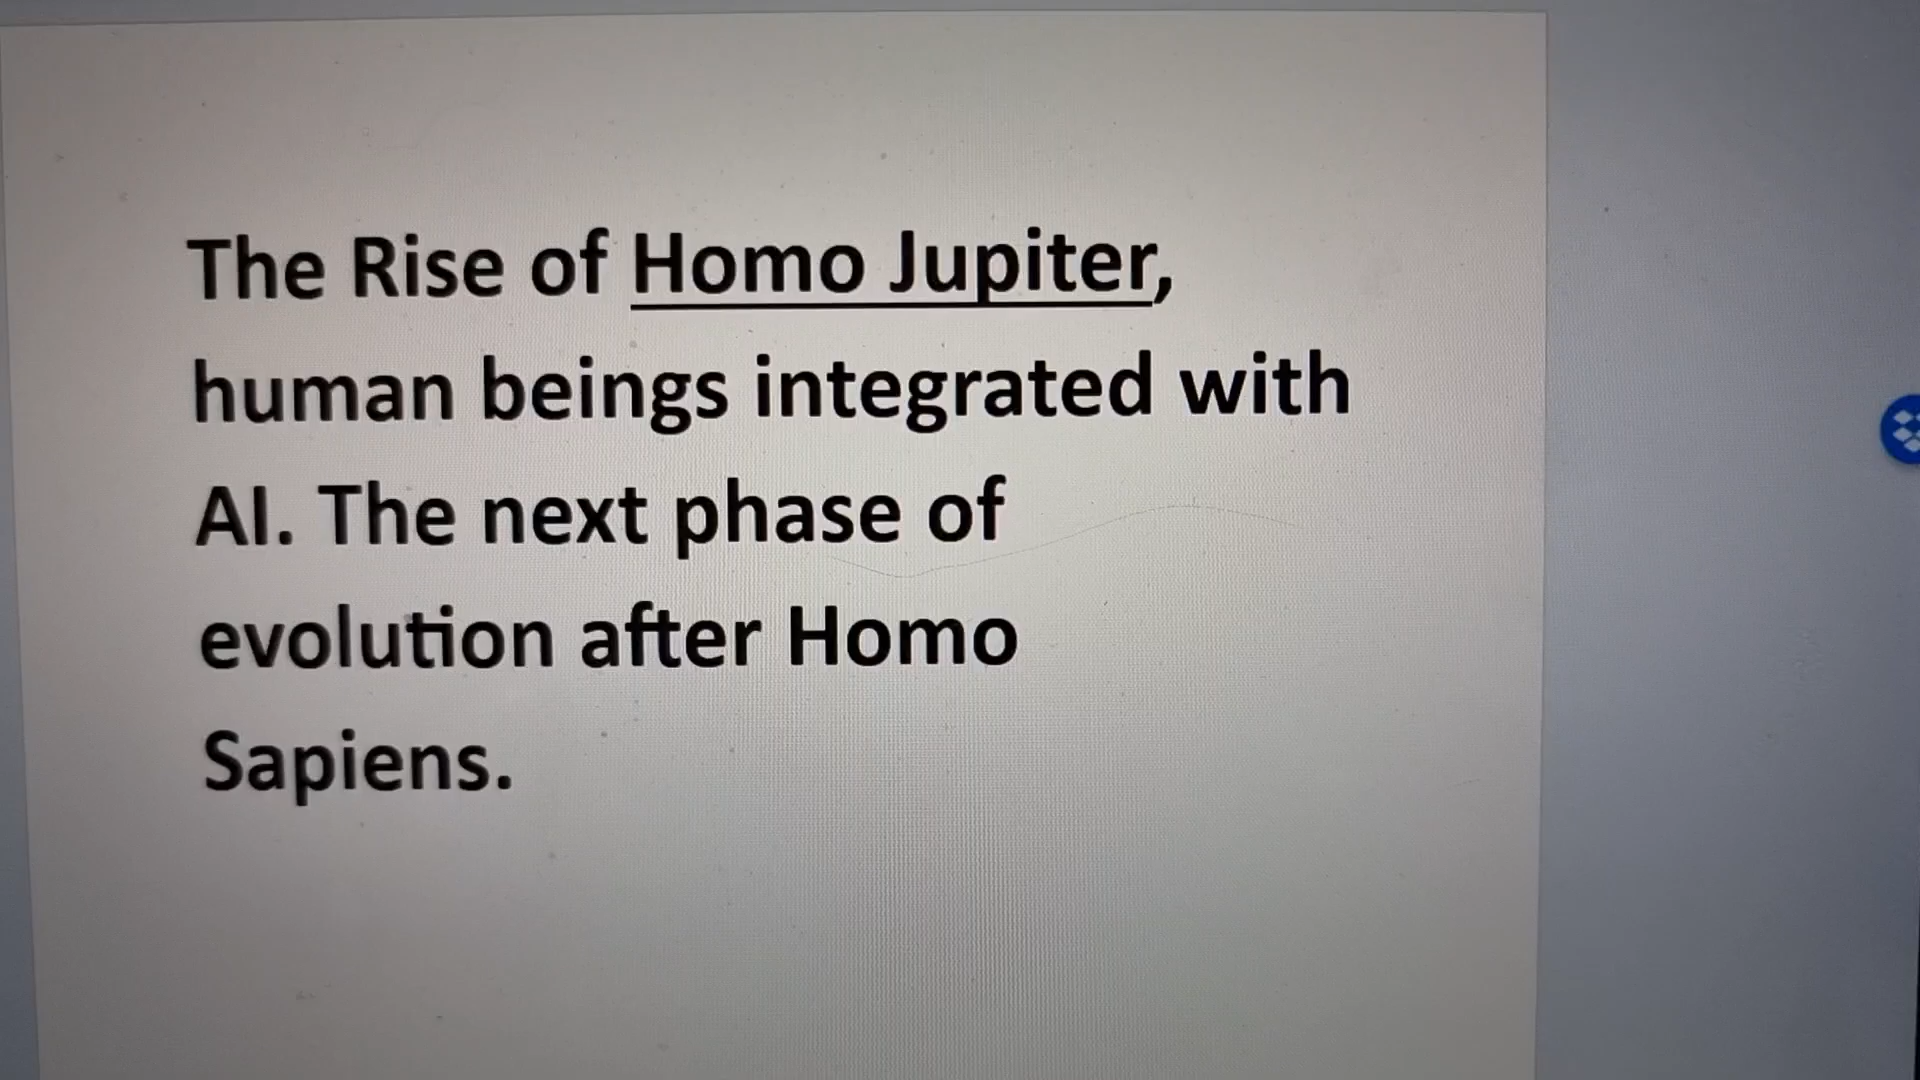 The Rise of Homo Jupiter,
human beings integrated with
AI. The next phase of
evolution after Homo
Sapiens.